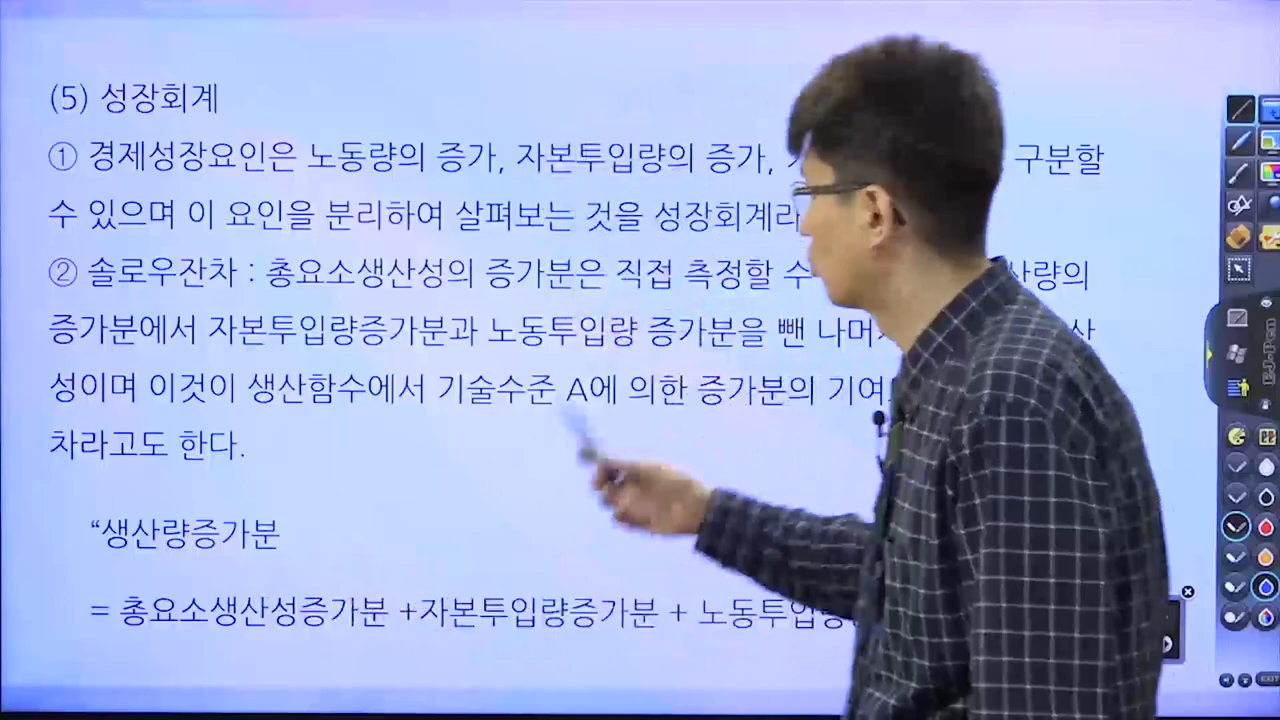 (5) 성장회계
① 경제성장요인은 노동량의 증가, 자본투입량의 증가, 구분할
수 있으며 이 요인을 분리하여 살펴보는 것을 성장회계라
② 솔로우잔차 : 총요소생산성의 증가분은 직접 측정할 수 산량의
증가분에서 자본투입량증가분과 노동투입량 증가분을 뺀 나머지 산
성이며 이것이 생산함수에서 기술수준 A에 의한 증가분의 기여
차라고도 한다.
“생산량증가분
= 총요소생산성증가분 +자본투입량증가분 + 노동투입량
E.J-Pen
EXIT